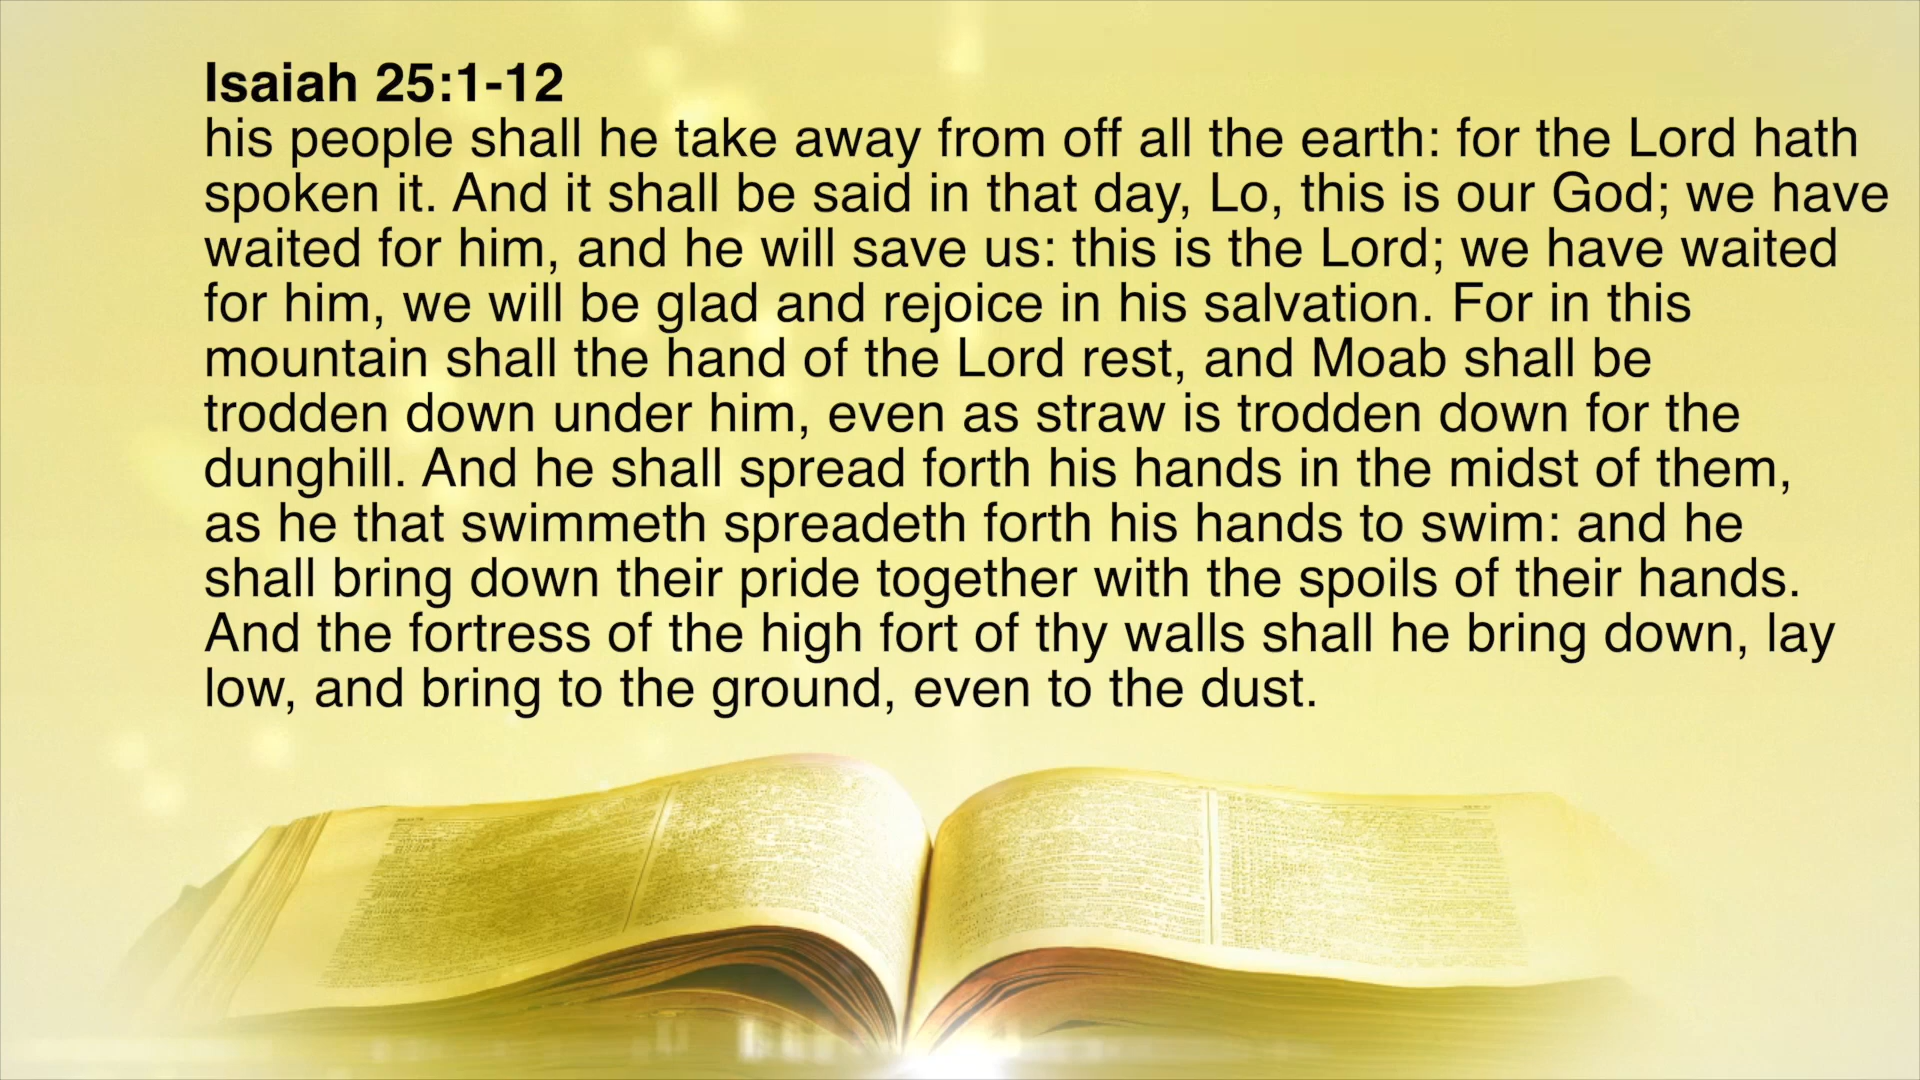 Isaiah 25:1-12
his people shall he take away from off all the earth: for the Lord hath
spoken it. And it shall be said in that day, Lo, this is our God; we have
waited for him, and he will save us: this is the Lord; we have waited
for him, we will be glad and rejoice in his salvation. For in this
mountain shall the hand of the Lord rest, and Moab shall be
trodden down under him, even as straw is trodden down for the
dunghill. And he shall spread forth his hands in the midst of them,
as he that swimmeth spreadeth forth his hands to swim: and he
shall bring down their pride together with the spoils of their hands.
And the fortress of the high fort of thy walls shall he bring down, lay
low, and bring to the ground, even to the dust.